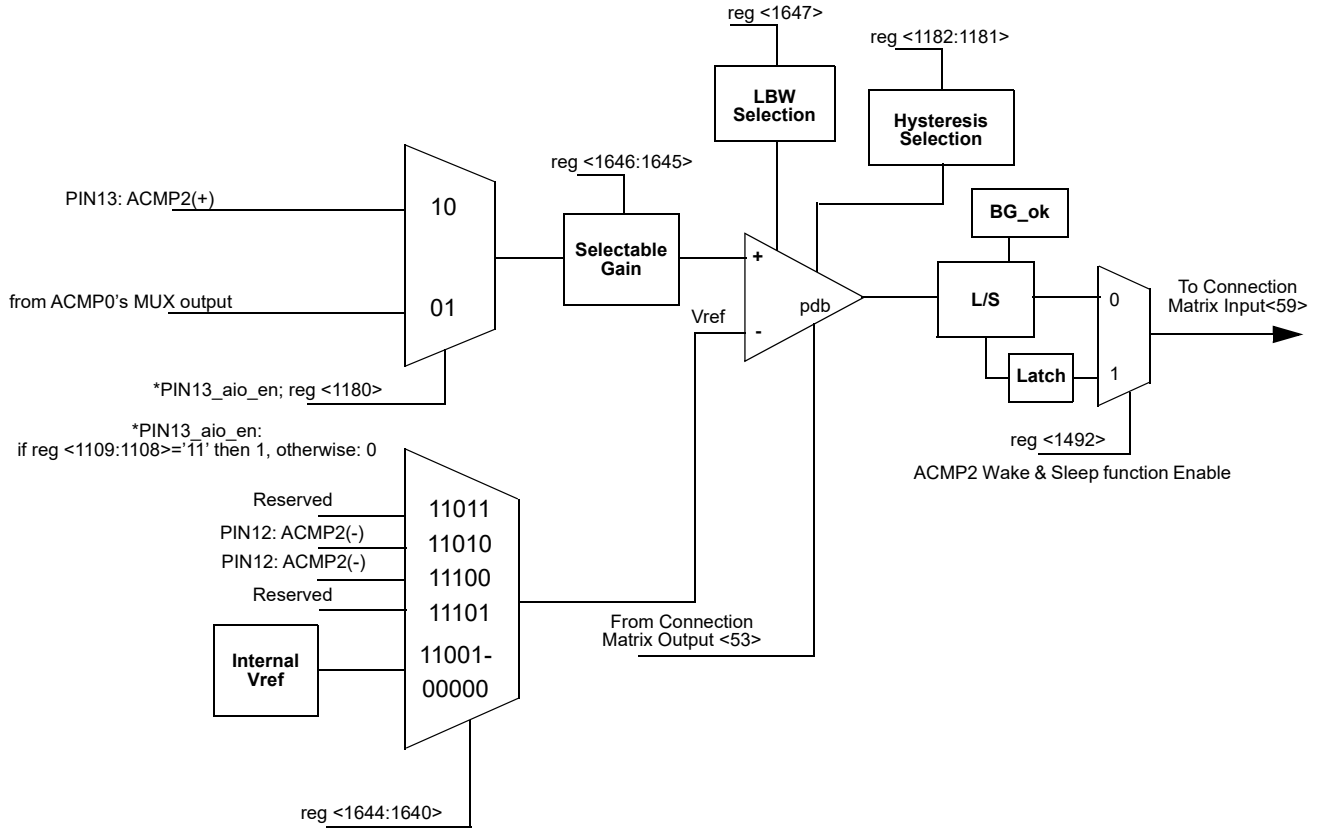 reg <1647>
reg <1182:1181>
LBW
Selection
Hysteresis
Selection
reg <1646:1645>
PIN13: ACMP2(+)
10
BG_ok
Selectable
Gain
+
from ACMP0's MUX output
01
Vref
-
pdb
L/S
0
To Connection
Matrix Input<59>
Latch
1
*PIN13_aio_en; reg <1180>
*PIN13_aio_en:
if reg <1109:1108>='11' then 1, otherwise: 0
reg <1492>
ACMP2 Wake & Sleep function Enable
Reserved
11011
PIN12: ACMP2(-)
11010
PIN12: ACMP2(-)
11100
Reserved
11101
Internal
Vref
11001-
00000
From Connection
Matrix Output <53>
reg <1644:1640>